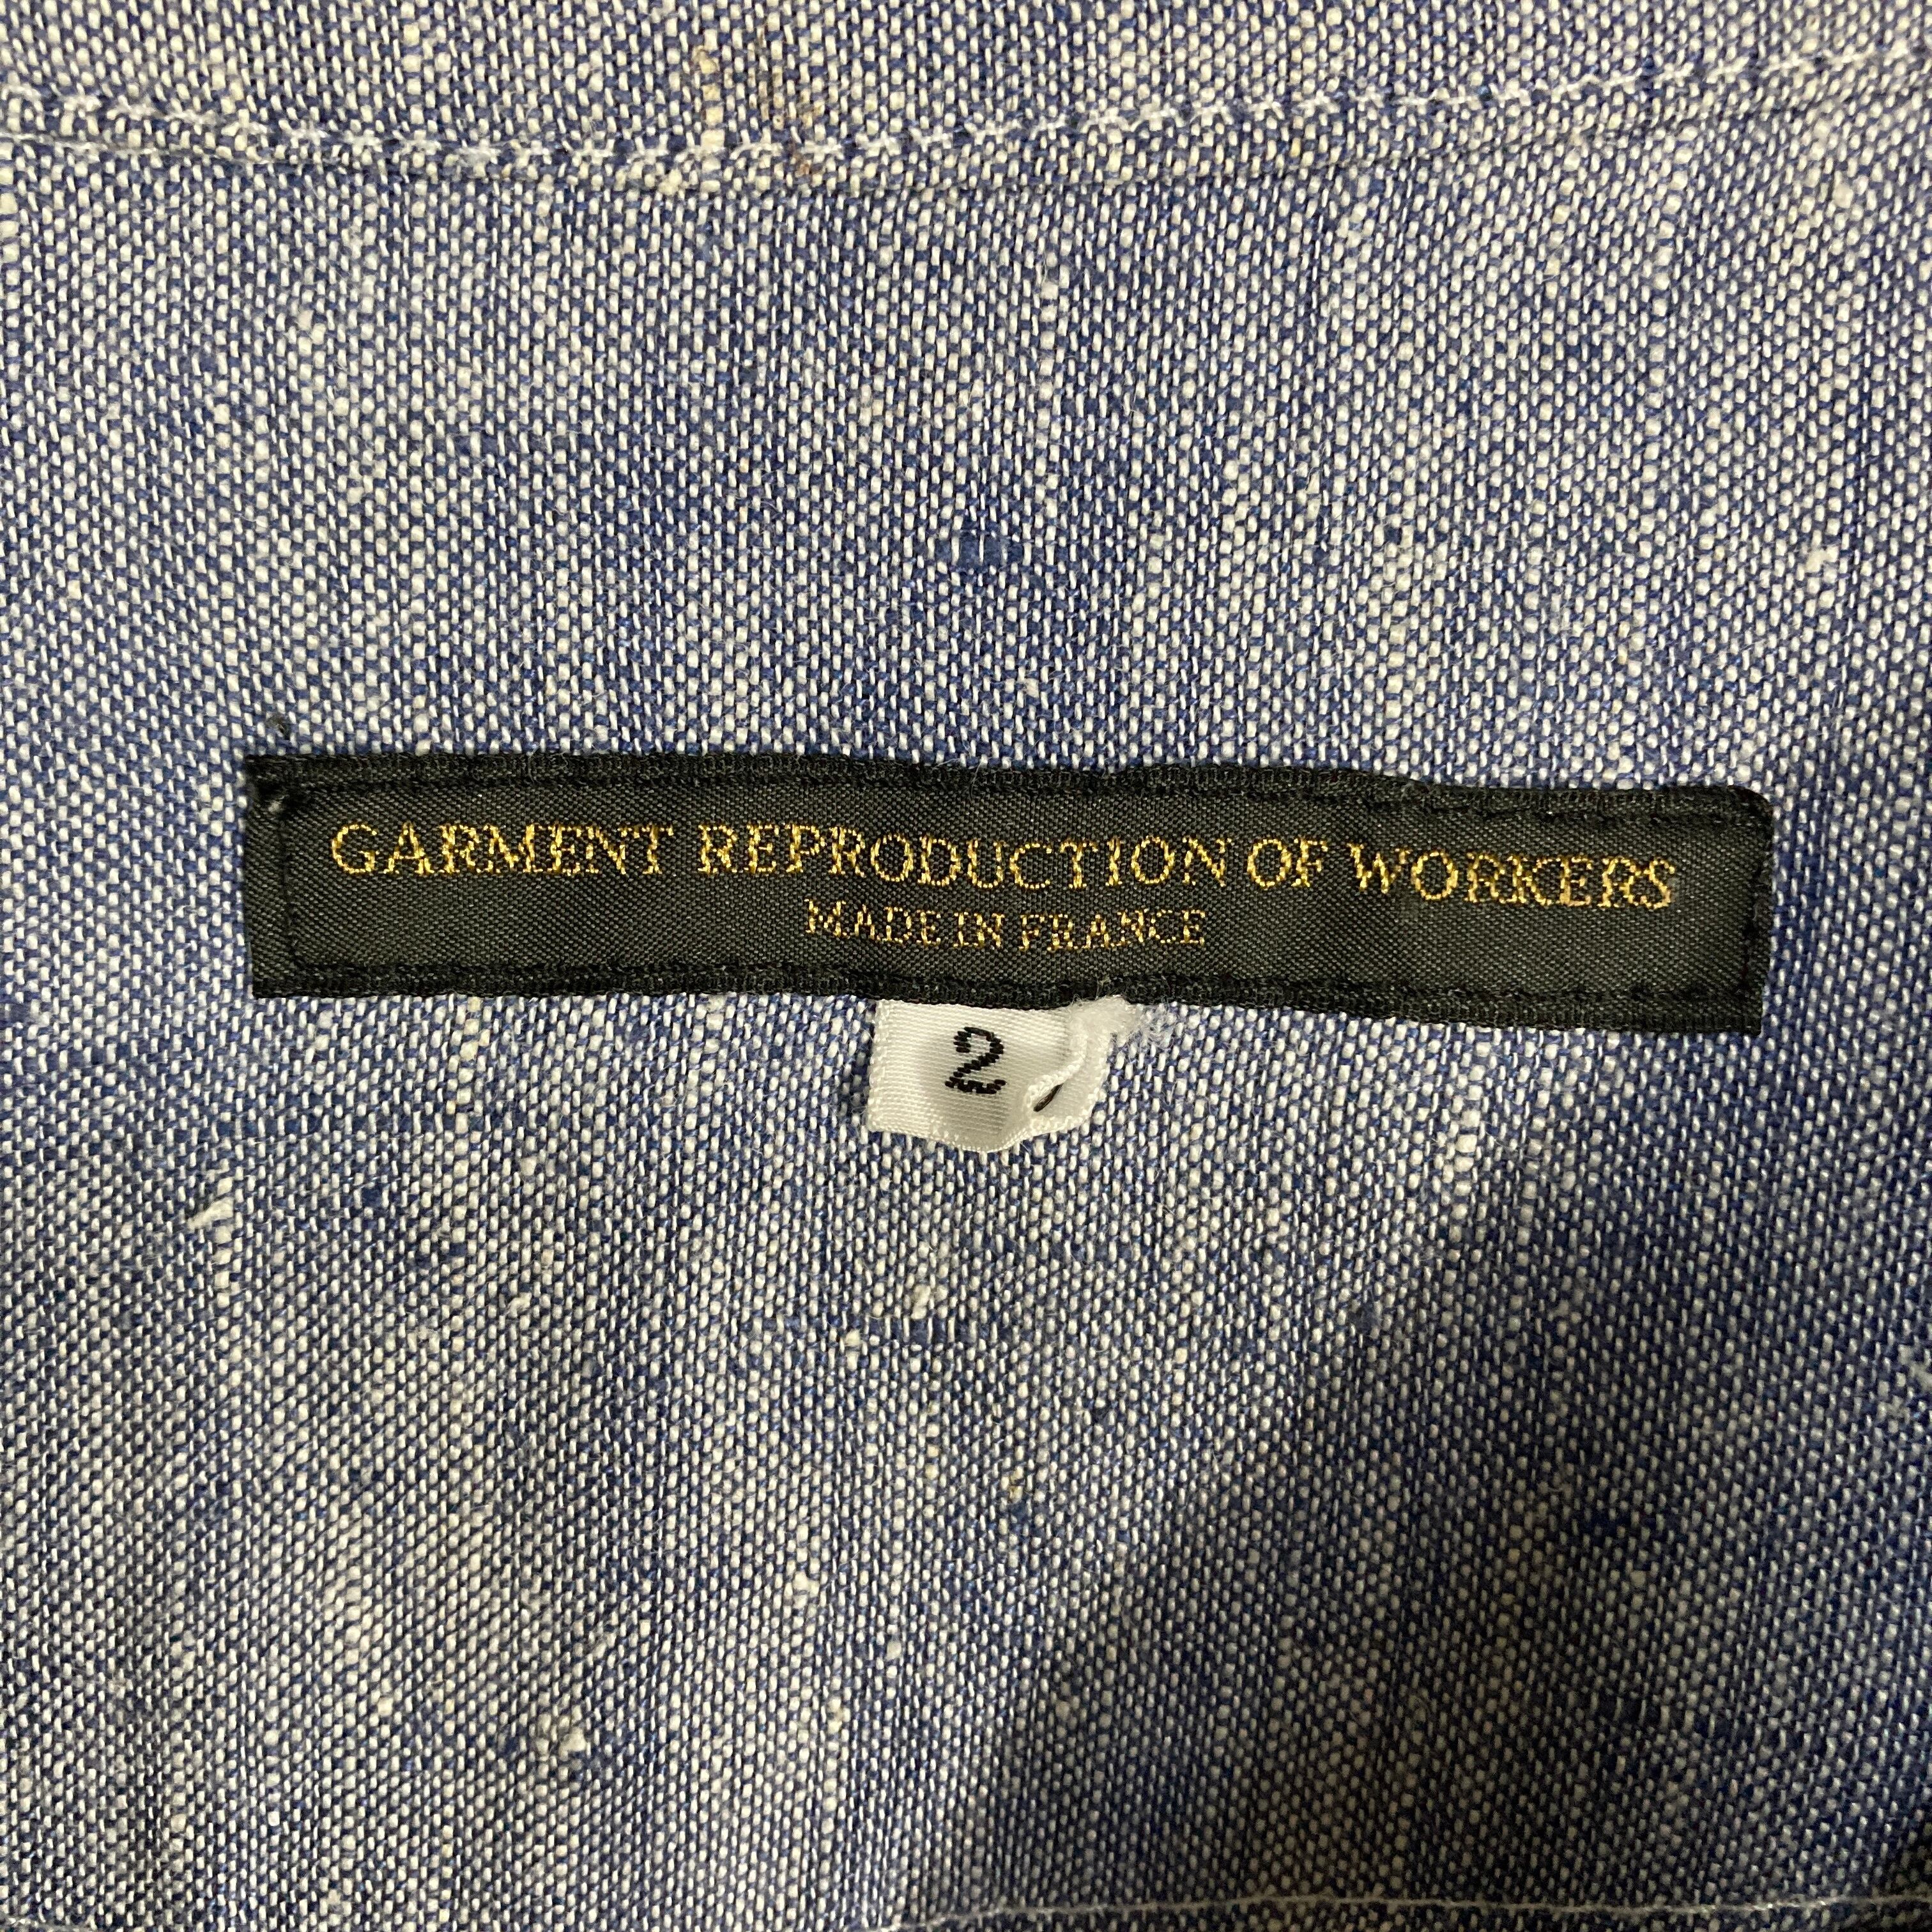 GARMENT REPRODUCTION OF WORKERS
MADE IN FRANCE
2